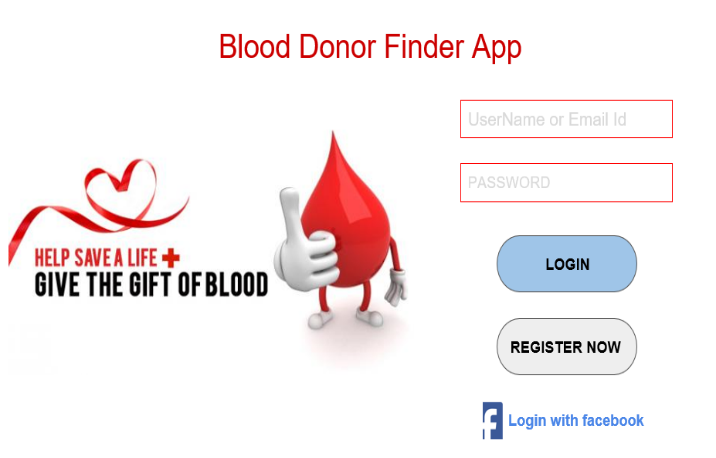 Blood Donor Finder App
HELP SAVE A LIFE
GIVE THE GIFT OF BLOOD
UserName or Email Id
PASSWORD
LOGIN
REGISTER NOW
f Login with facebook